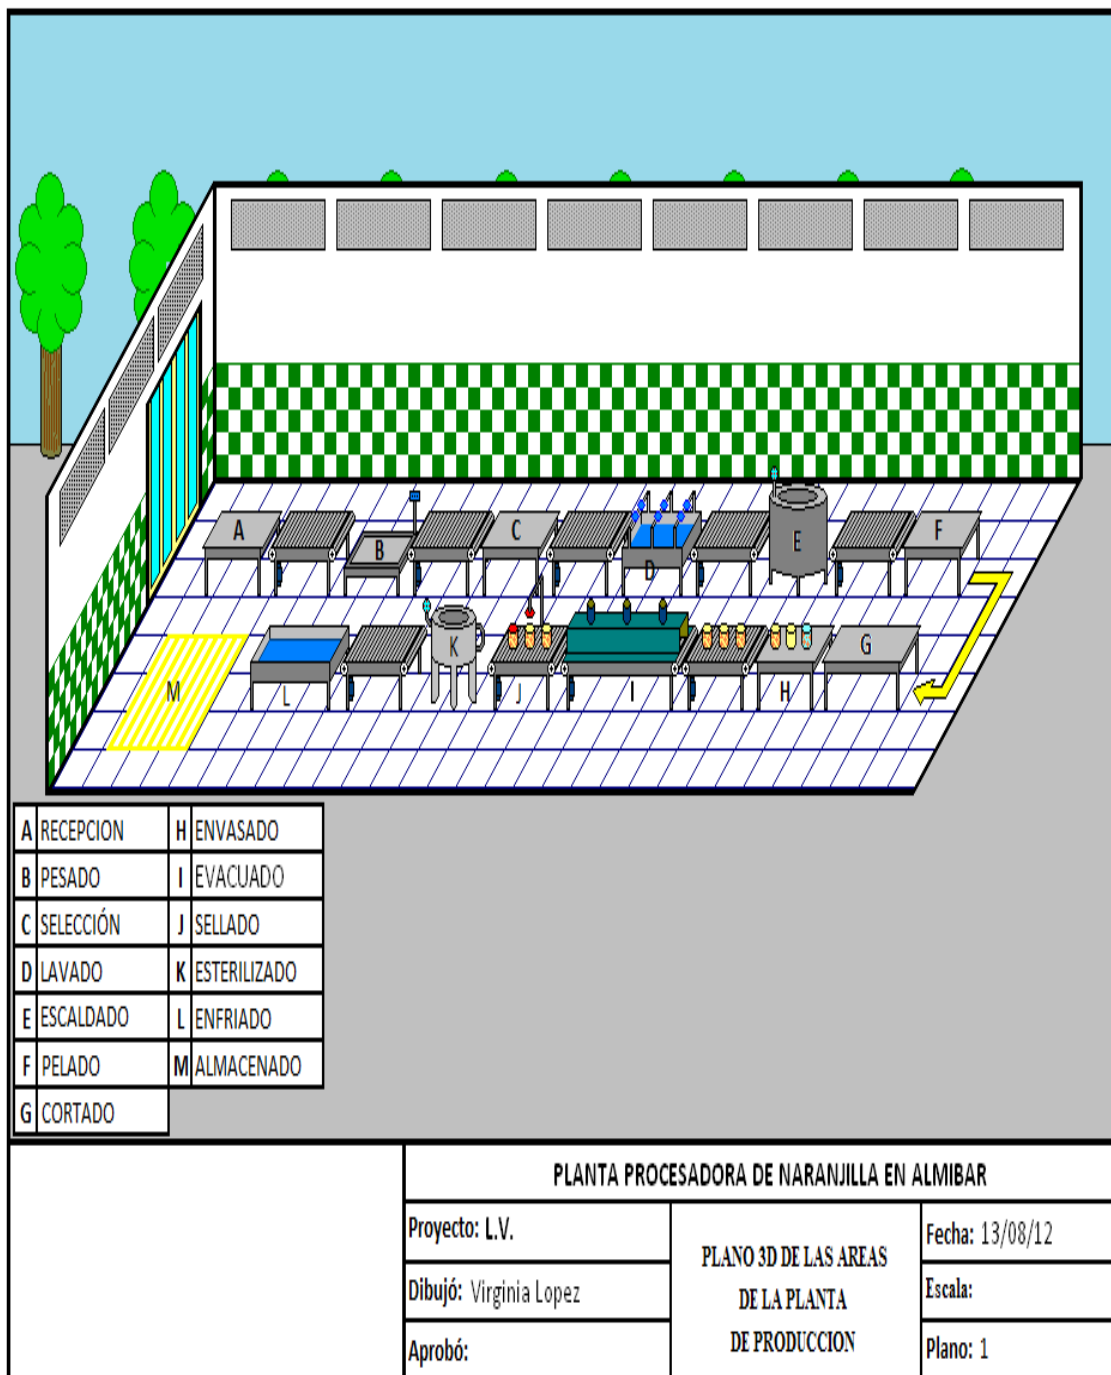 A
B
C
D
E
F
M
L
K
J
I
H
G
A RECEPCION H ENVASADO
B PESADO I EVACUADO
C SELECCIÓN J SELLADO
D LAVADO K ESTERILIZADO
E ESCALDADO L ENFRIADO
F PELADO M ALMACENADO
G CORTADO
PLANTA PROCESADORA DE NARANJILLA EN ALMIBAR
Proyecto: L.V.
Dibujó: Virginia Lopez
Aprobó:
PLANO 3D DE LAS AREAS
DE LA PLANTA
DE PRODUCCION
Fecha: 13/08/12
Escala:
Plano: 1